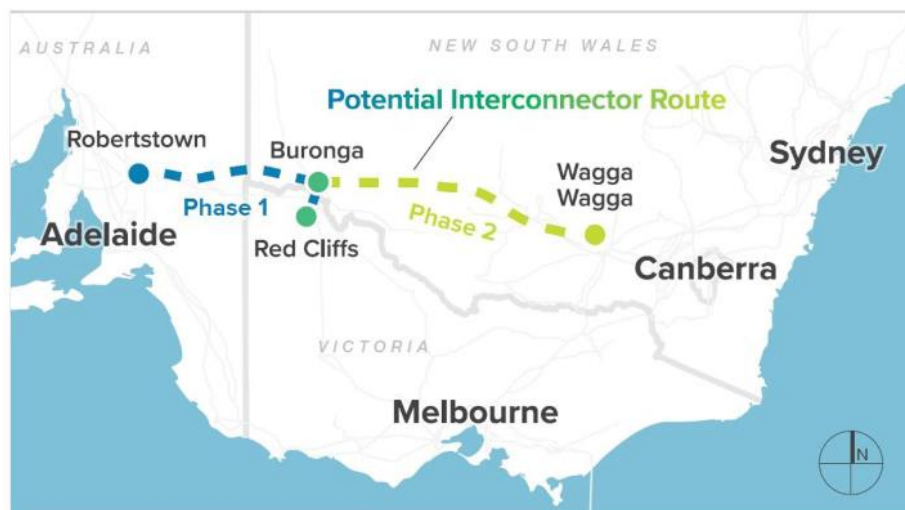 AUSTRALIA
NEW SOUTH WALES
Potential Interconnector Route
Robertstown
Buronga
Wagga
Wagga
Sydney
Phase 1
Phase 2
Adelaide
Red Cliffs
Canberra
VICTORIA
Melbourne
N